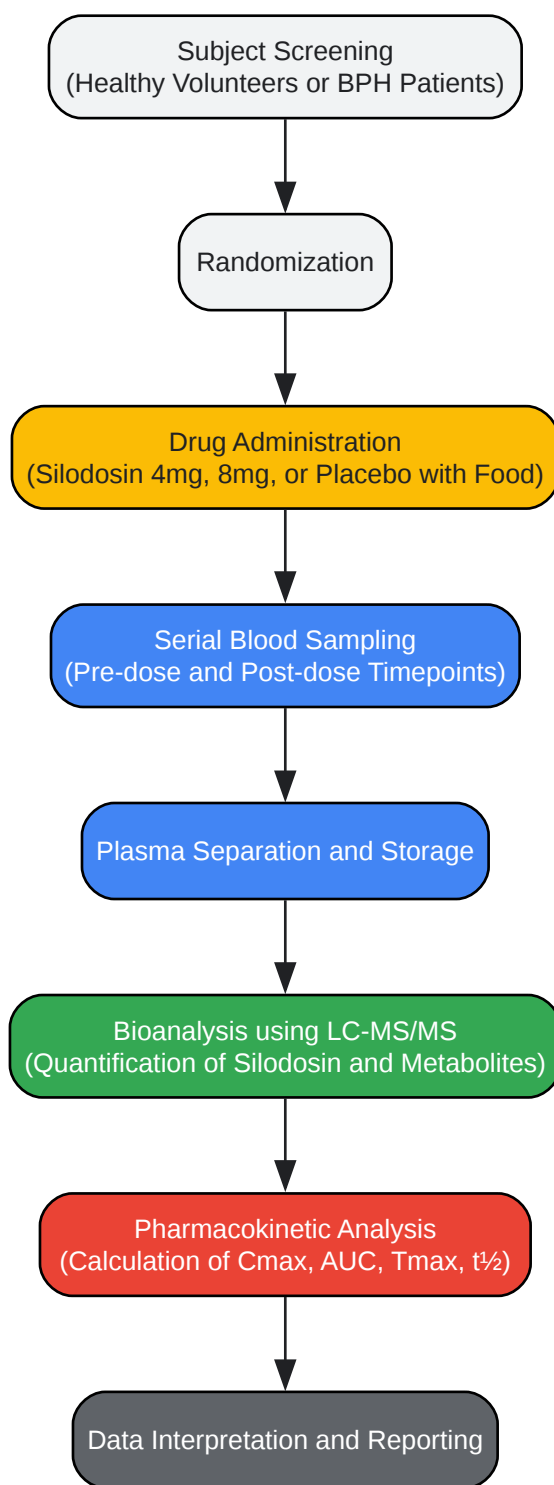 Subject Screening
(Healthy Volunteers or BPH Patients)
Randomization
Drug Administration
(Silodosin 4mg, 8mg, or Placebo with Food)
Serial Blood Sampling
(Pre-dose and Post-dose Timepoints)
Plasma Separation and Storage
Bioanalysis using LC-MS/MS
(Quantification of Silodosin and Metabolites)
Pharmacokinetic Analysis
(Calculation of Cmax, AUC, Tmax, t½)
Data Interpretation and Reporting